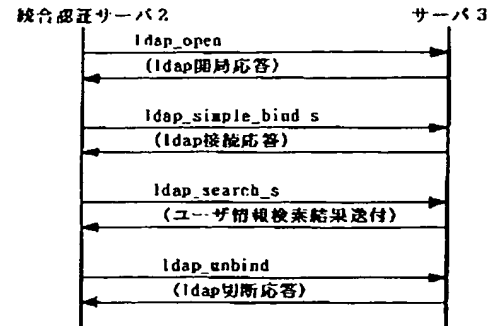 統合認証サーバ2
サーバ3
ldap_open
(ldap開局応答)
ldap_simple_bind_s
(ldap接続応答)
ldap_search_s
(ユーザ情報検索結果送付)
ldap_unbind
(ldap切断応答)